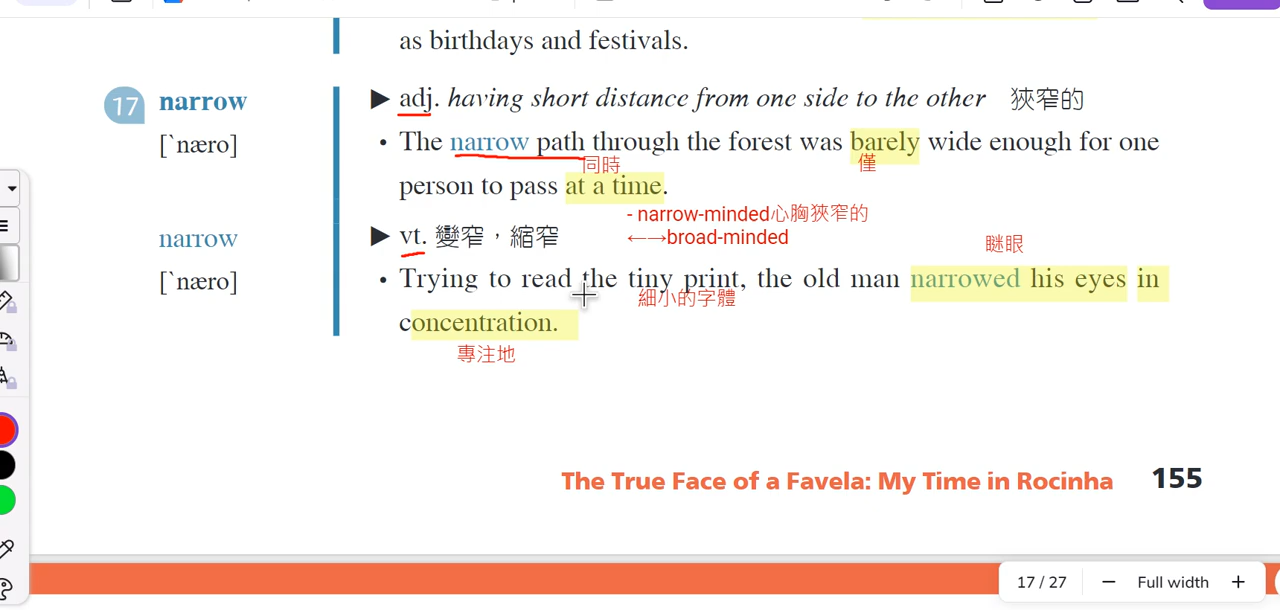 as birthdays and festivals.
17 narrow
[ˋnæro]
▶ adj. having short distance from one side to the other 狹窄的
• The narrow path through the forest was barely wide enough for one
同時
僅
person to pass at a time.
- narrow-minded心胸狹窄的
←→broad-minded
narrow
[ˋnæro]
▶ vt. 變窄，縮窄
瞇眼
• Trying to read the tiny print, the old man narrowed his eyes in
細小的字體
concentration.
專注地
The True Face of a Favela: My Time in Rocinha 155
17 / 27 — Full width +